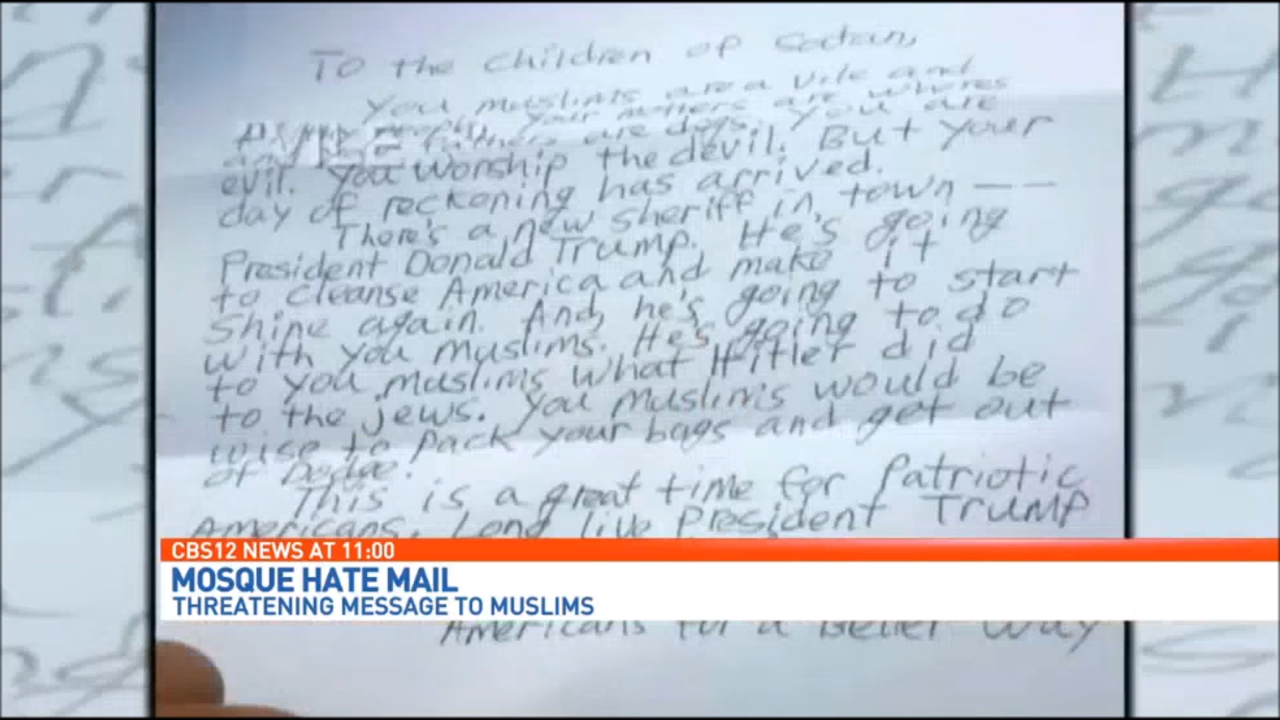 To the Children of Satan,
You muslims are a vile and
people. Your mothers are whores
and fathers are dogs. You are
evil. You worship the devil. But your
day of reckoning has arrived.
There's a new sheriff in town --
President Donald Trump. He's going
to cleanse America and make it
shine again. And, he's going to start
with you muslims. He's going to do
to you muslims what Hitler did
to the jews. You muslims would be
wise to pack your bags and get out
of Dodge.
This is a great time for Patriotic
Americans. Long live President Trump
CBS12 NEWS AT 11:00
MOSQUE HATE MAIL
THREATENING MESSAGE TO MUSLIMS
Americans for a Better Way